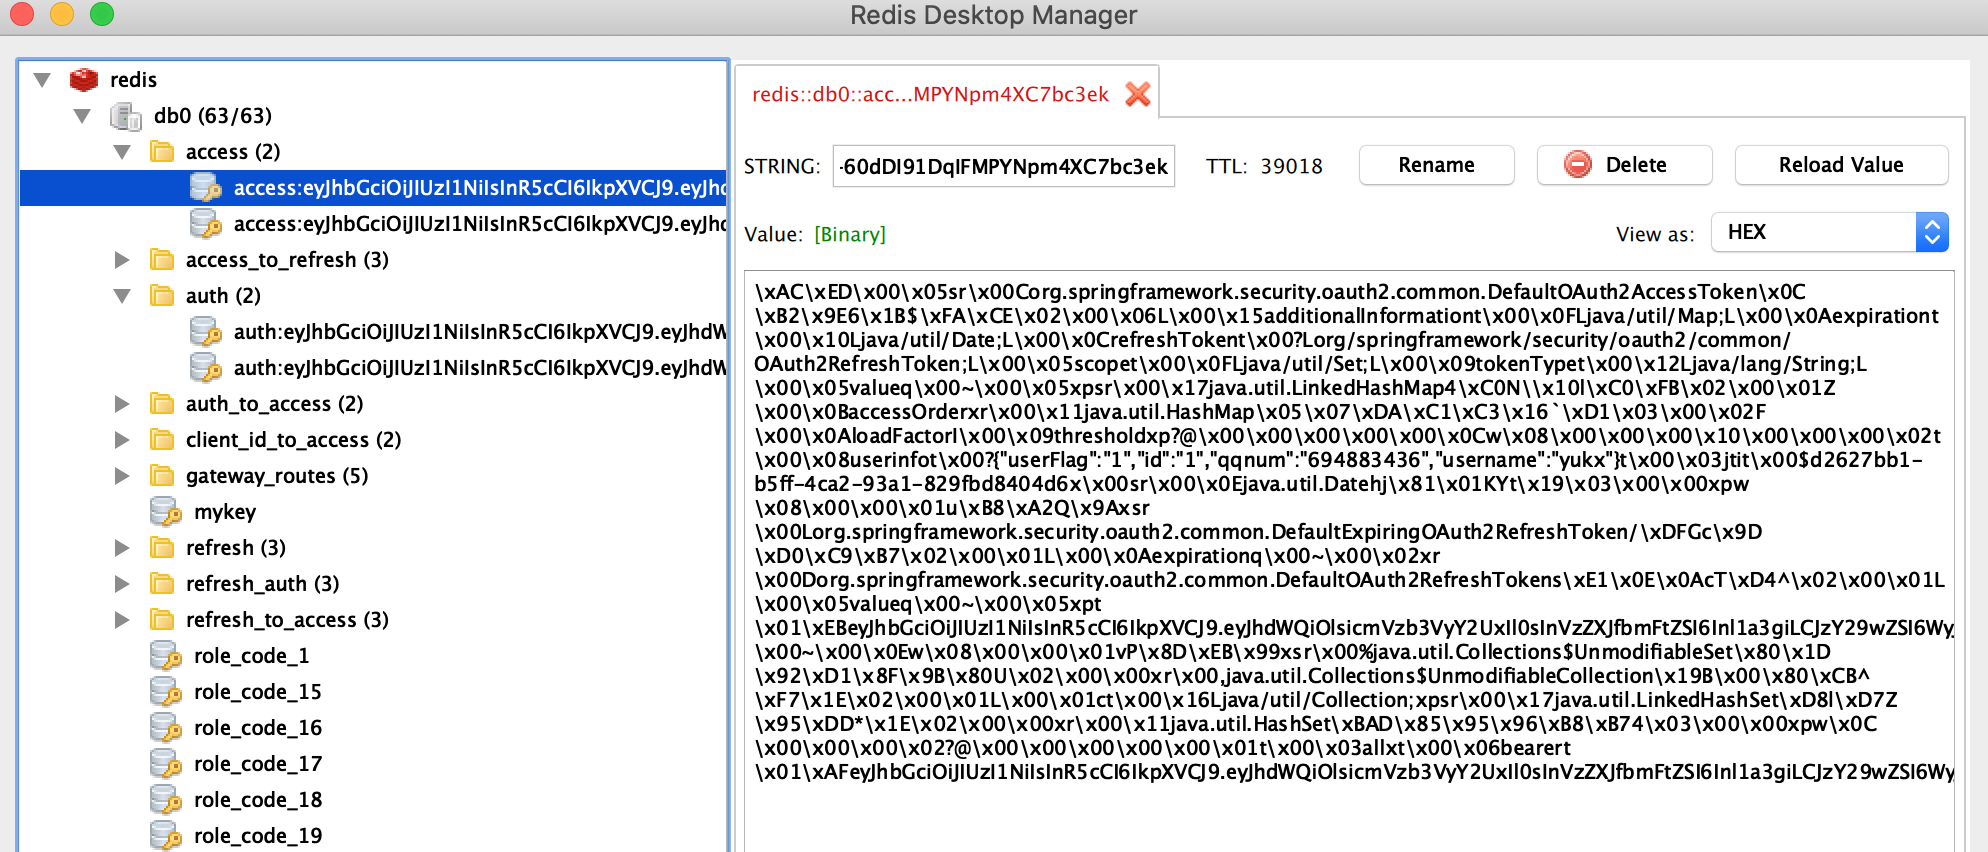 Redis Desktop Manager
redis
db0 (63/63)
access (2)
access:eyJhbGciOiJIUzI1NiIsInR5cCI6IkpXVCJ9.eyJhd
access:eyJhbGciOiJIUzI1NiIsInR5cCI6IkpXVCJ9.eyJhd
access_to_refresh (3)
auth (2)
auth:eyJhbGciOiJIUzI1NiIsInR5cCI6IkpXVCJ9.eyJhdW
auth:eyJhbGciOiJIUzI1NiIsInR5cCI6IkpXVCJ9.eyJhdW
auth_to_access (2)
client_id_to_access (2)
gateway_routes (5)
mykey
refresh (3)
refresh_auth (3)
refresh_to_access (3)
role_code_1
role_code_15
role_code_16
role_code_17
role_code_18
role_code_19
redis::db0::acc...MPYNpm4XC7bc3ek
STRING: -60dDI91DqIFMPYNpm4XC7bc3ek TTL: 39018 Rename Delete Reload Value
Value: [Binary] View as: HEX
\xAC\xED\x00\x05sr\x00Corg.springframework.security.oauth2.common.DefaultOAuth2AccessToken\x0C
\xB2\x9E6\x1B$\xFA\xCE\x02\x00\x06L\x00\x15additionalInformationt\x00\x0FLjava/util/Map;L\x00\x0Aexpirationt
\x00\x10Ljava/util/Date;L\x00\x0CrefreshTokent\x00?Lorg/springframework/security/oauth2/common/
OAuth2RefreshToken;L\x00\x05scopet\x00\x0FLjava/util/Set;L\x00\x09tokenTypet\x00\x12Ljava/lang/String;L
\x00\x05valueq\x00~\x00\x05xpsr\x00\x17java.util.LinkedHashMap4\xC0N\\x10l\xC0\xFB\x02\x00\x01Z
\x00\x0BaccessOrderxr\x00\x11java.util.HashMap\x05\x07\xDA\xC1\xC3\x16`\xD1\x03\x00\x02F
\x00\x0AloadFactorI\x00\x09thresholdxp?@\x00\x00\x00\x00\x00\x0Cw\x08\x00\x00\x00\x10\x00\x00\x00\x02t
\x00\x08userinfot\x00?{"userFlag":"1","id":"1","qqnum":"694883436","username":"yukx"}t\x00\x03jtit\x00$d2627bb1-
b5ff-4ca2-93a1-829fbd8404d6x\x00sr\x00\x0Ejava.util.Datehj\x81\x01KYt\x19\x03\x00\x00xpw
\x08\x00\x00\x01u\xB8\xA2Q\x9Axsr
\x00Lorg.springframework.security.oauth2.common.DefaultExpiringOAuth2RefreshToken/\xDFGc\x9D
\xD0\xC9\xB7\x02\x00\x01L\x00\x0Aexpirationq\x00~\x00\x02xr
\x00Dorg.springframework.security.oauth2.common.DefaultOAuth2RefreshTokens\xE1\x0E\x0AcT\xD4^\x02\x00\x01L
\x00\x05valueq\x00~\x00\x05xpt
\x01\xEBeyJhbGciOiJIUzI1NiIsInR5cCI6IkpXVCJ9.eyJhdWQiOlsicmVzb3VyY2UxIl0sInVzZXJfbmFtZSI6Inl1a3giLCJzY29wZSI6Wy
\x00~\x00\x0Ew\x08\x00\x00\x01vP\x8D\xEB\x99xsr\x00%java.util.Collections$UnmodifiableSet\x80\x1D
\x92\xD1\x8F\x9B\x80U\x02\x00\x00xr\x00,java.util.Collections$UnmodifiableCollection\x19B\x00\x80\xCB^
\xF7\x1E\x02\x00\x01L\x00\x01ct\x00\x16Ljava/util/Collection;xpsr\x00\x17java.util.LinkedHashSet\xD8l\xD7Z
\x95\xDD*\x1E\x02\x00\x00xr\x00\x11java.util.HashSet\xBAD\x85\x95\x96\xB8\xB74\x03\x00\x00xpw\x0C
\x00\x00\x00\x02?@\x00\x00\x00\x00\x00\x01t\x00\x03allxt\x00\x06bearert
\x01\xAFeyJhbGciOiJIUzI1NiIsInR5cCI6IkpXVCJ9.eyJhdWQiOlsicmVzb3VyY2UxIl0sInVzZXJfbmFtZSI6Inl1a3giLCJzY29wZSI6Wy